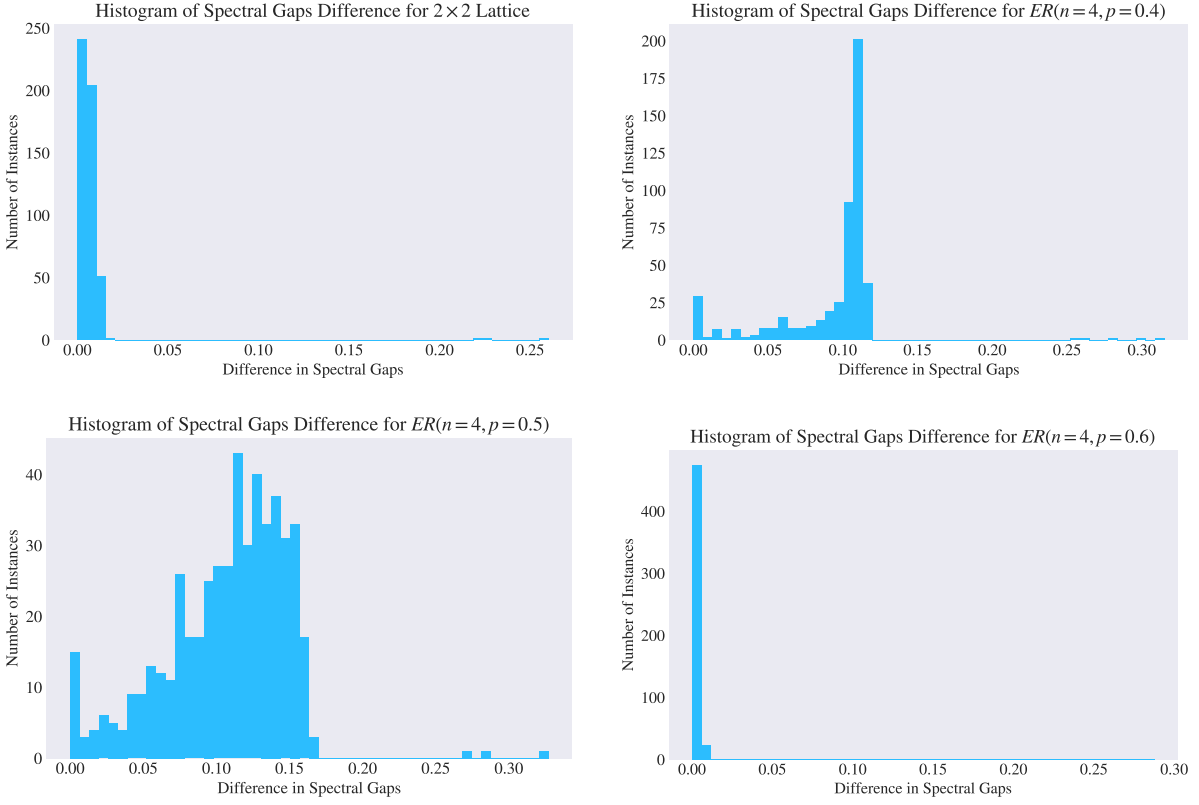 Histogram of Spectral Gaps Difference for 2 × 2 Lattice
250
200
150
100
50
0
Number of Instances
0.00 0.05 0.10 0.15 0.20 0.25
Difference in Spectral Gaps
Histogram of Spectral Gaps Difference for ER(n = 4, p = 0.4)
200
175
150
125
100
75
50
25
0
Number of Instances
0.00 0.05 0.10 0.15 0.20 0.25 0.30
Difference in Spectral Gaps
Histogram of Spectral Gaps Difference for ER(n = 4, p = 0.5)
40
30
20
10
0
Number of Instances
0.00 0.05 0.10 0.15 0.20 0.25 0.30
Difference in Spectral Gaps
Histogram of Spectral Gaps Difference for ER(n = 4, p = 0.6)
400
300
200
100
0
Number of Instances
0.00 0.05 0.10 0.15 0.20 0.25 0.30
Difference in Spectral Gaps